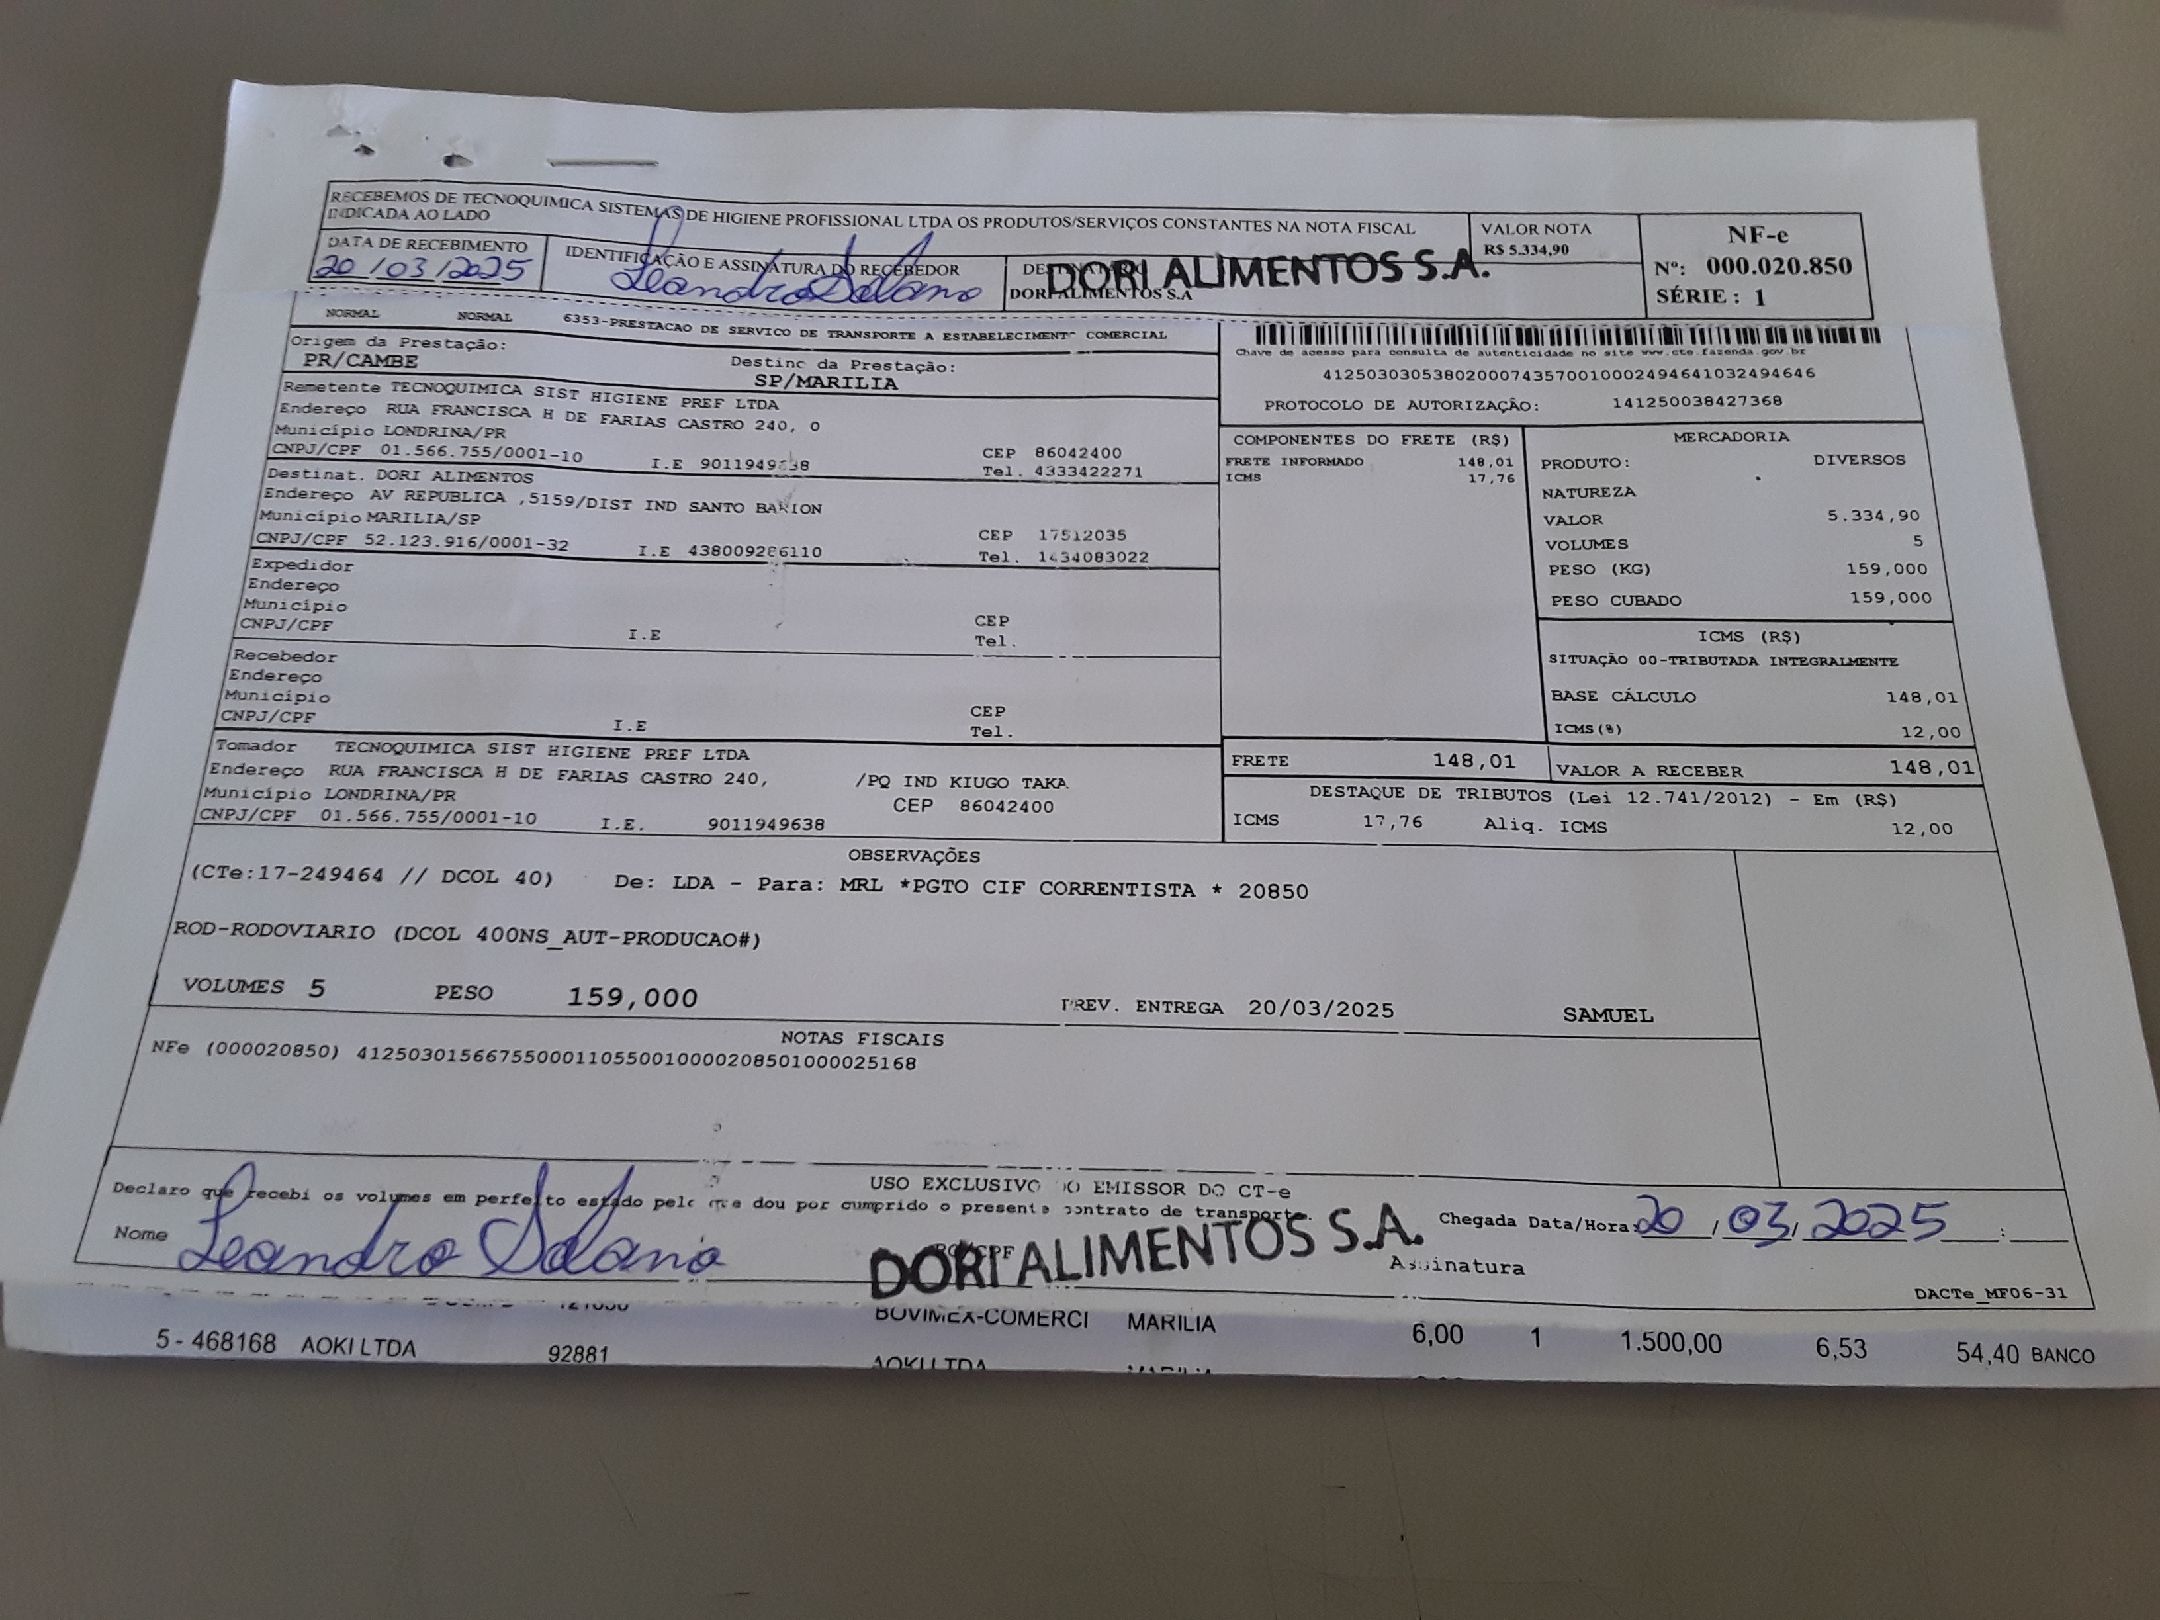 RECEBEMOS DE TECNOQUIMICA SISTEMAS DE HIGIENE PROFISSIONAL LTDA OS PRODUTOS/SERVIÇOS CONSTANTES NA NOTA FISCAL
INDICADA AO LADO
VALOR NOTA
R$ 5.334,90
NF-e
Nº: 000.020.850
SÉRIE : 1
DATA DE RECEBIMENTO
20/03/2025
IDENTIFICAÇÃO E ASSINATURA DO RECEBEDOR
Leandro Solano
DORI ALIMENTOS S.A
DORI ALIMENTOS S.A.
NORMAL NORMAL 6353-PRESTACAO DE SERVICO DE TRANSPORTE A ESTABELECIMENT COMERCIAL
Origem da Prestação:
PR/CAMBE
Destino da Prestação:
SP/MARILIA
Chave de acesso para consulta de autenticidade no site www.cte.fazenda.gov.br
41250303053802000743570010002494641032494646
PROTOCOLO DE AUTORIZAÇÃO: 141250038427368
Remetente TECNOQUIMICA SIST HIGIENE PREF LTDA
Endereço RUA FRANCISCA H DE FARIAS CASTRO 240, 0
Município LONDRINA/PR CEP 86042400
CNPJ/CPF 01.566.755/0001-10 I.E 9011949638 Tel. 4333422271
Destinat. DORI ALIMENTOS
Endereço AV REPUBLICA ,5159/DIST IND SANTO BARION
Município MARILIA/SP CEP 17512035
CNPJ/CPF 52.123.916/0001-32 I.E 438009286110 Tel. 1434083022
Expedidor
Endereço
Município CEP
CNPJ/CPF I.E Tel.
Recebedor
Endereço
Município CEP
CNPJ/CPF I.E Tel.
Tomador TECNOQUIMICA SIST HIGIENE PREF LTDA
Endereço RUA FRANCISCA H DE FARIAS CASTRO 240, /PQ IND KIUGO TAKA
Município LONDRINA/PR CEP 86042400
CNPJ/CPF 01.566.755/0001-10 I.E. 9011949638
COMPONENTES DO FRETE (R$)
FRETE INFORMADO 148,01
ICMS 17,76
MERCADORIA
PRODUTO: DIVERSOS
NATUREZA
VALOR 5.334,90
VOLUMES 5
PESO (KG) 159,000
PESO CUBADO 159,000
ICMS (R$)
SITUAÇÃO 00-TRIBUTADA INTEGRALMENTE
BASE CÁLCULO 148,01
ICMS(%) 12,00
FRETE 148,01 VALOR A RECEBER 148,01
DESTAQUE DE TRIBUTOS (Lei 12.741/2012) - Em (R$)
ICMS 17,76 Aliq. ICMS 12,00
OBSERVAÇÕES
(CTe:17-249464 // DCOL 40) De: LDA - Para: MRL *PGTO CIF CORRENTISTA * 20850
ROD-RODOVIARIO (DCOL 400NS_AUT-PRODUCAO#)
VOLUMES 5 PESO 159,000 PREV. ENTREGA 20/03/2025 SAMUEL
NOTAS FISCAIS
NFe (000020850) 41250301566755000110550010000208501000025168
USO EXCLUSIVO DO EMISSOR DO CT-e
Declaro que recebi os volumes em perfeito estado pelo que dou por cumprido o presente contrato de transporte.
Chegada Data/Hora: 20/03/2025 :
Nome Leandro Solano
RG/CPF
DORI ALIMENTOS S.A.
Assinatura
DACTe_MF06-31
BOVIMEX-COMERCI MARILIA
5 - 468168 AOKI LTDA 92881 AOKI LTDA 6,00 1 1.500,00 6,53 54,40 BANCO